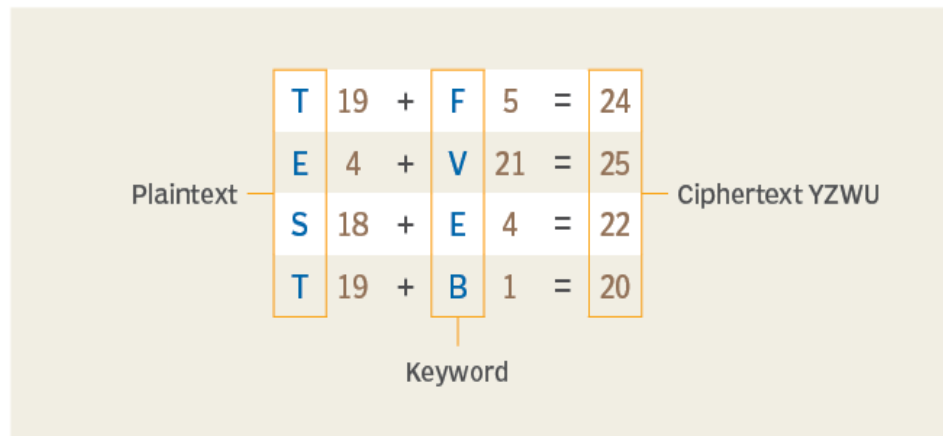 T 19 + F 5 = 24
E 4 + V 21 = 25
Plaintext
Ciphertext YZWU
S 18 + E 4 = 22
T 19 + B 1 = 20
Keyword